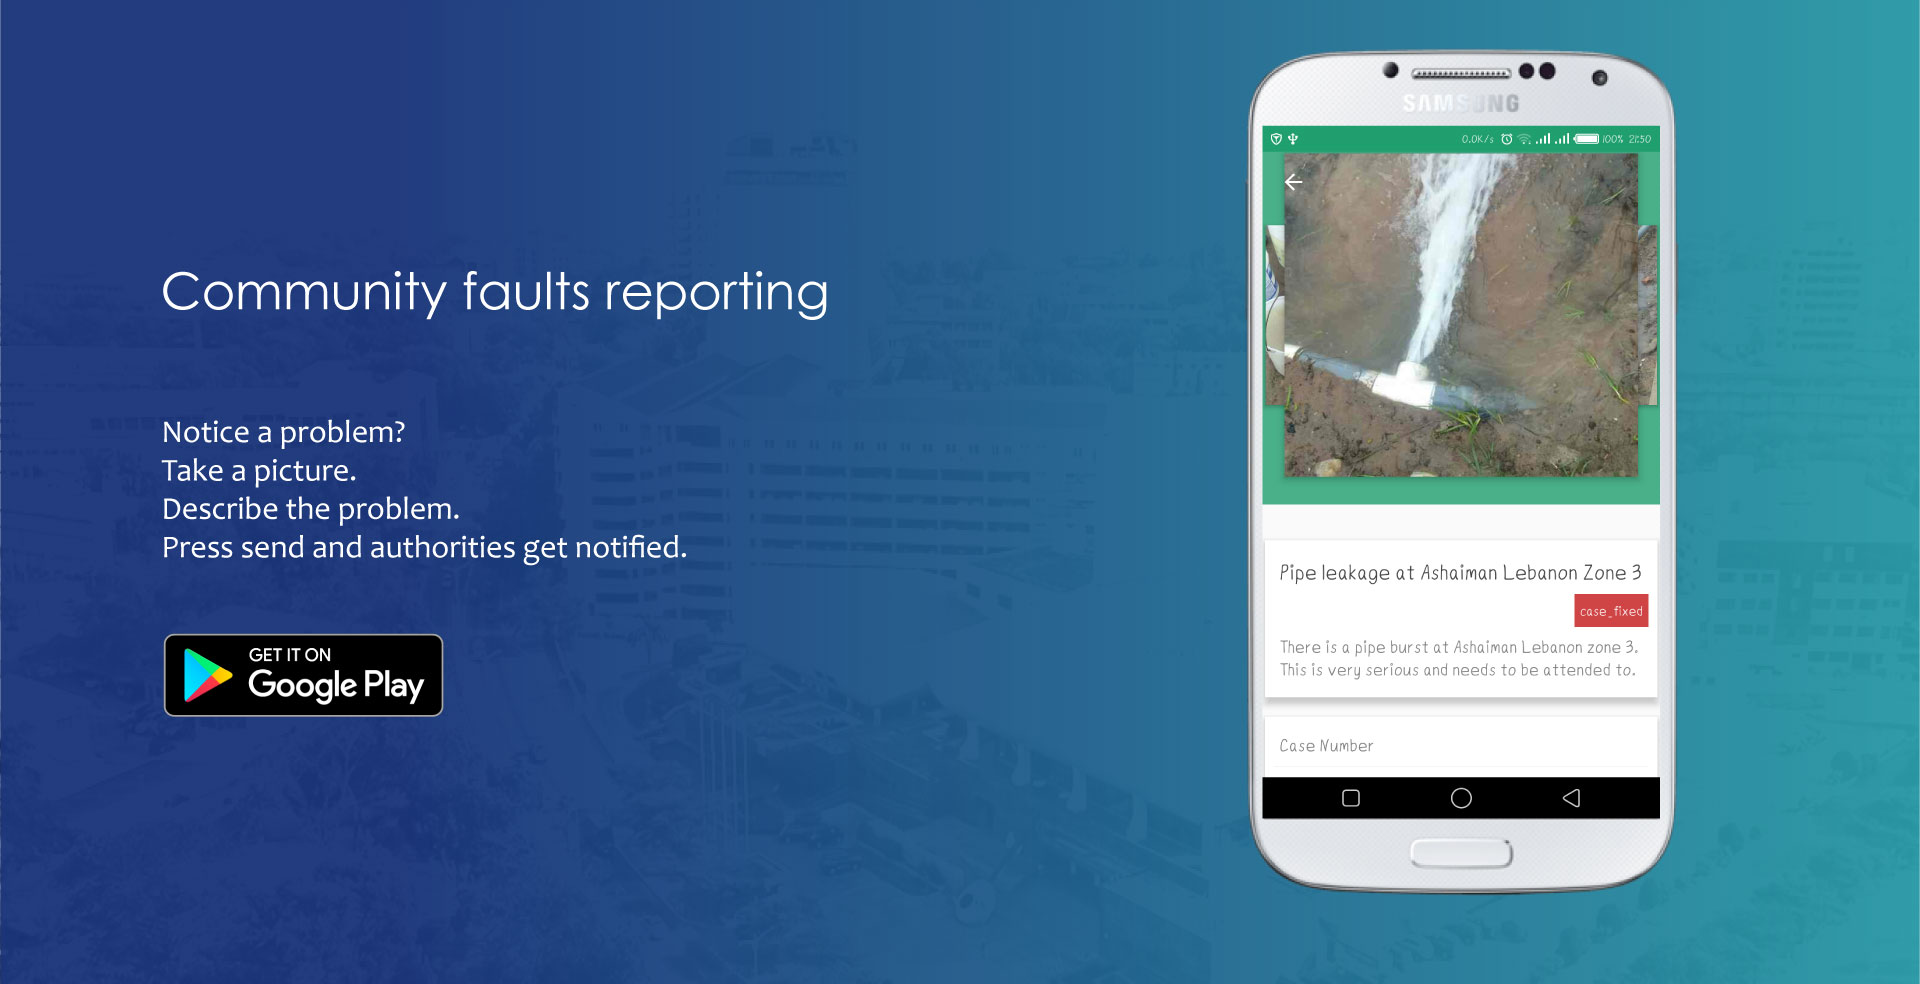 Community faults reporting
Notice a problem?
Take a picture.
Describe the problem.
Press send and authorities get notified.
GET IT ON
Google Play
SAMSUNG
0.0K/s 100% 21:50
Pipe leakage at Ashaiman Lebanon Zone 3
case_fixed
There is a pipe burst at Ashaiman Lebanon zone 3.
This is very serious and needs to be attended to.
Case Number